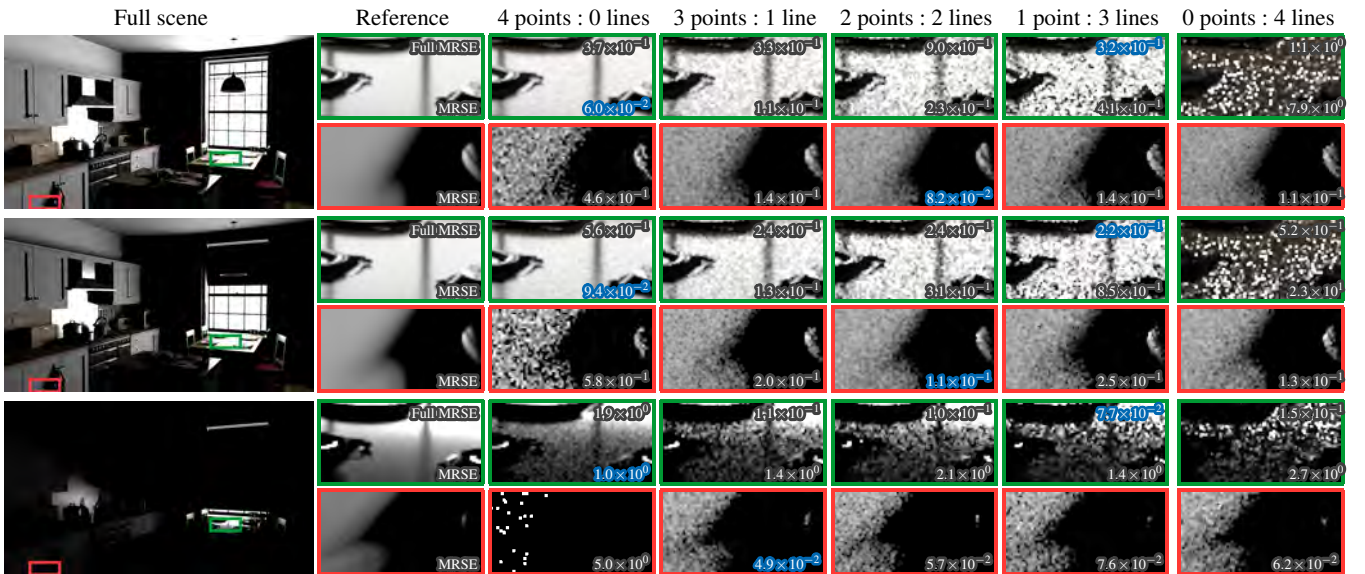 Full scene Reference 4 points : 0 lines 3 points : 1 line 2 points : 2 lines 1 point : 3 lines 0 points : 4 lines
Full MRSE 3.7×10⁻¹ 3.3×10⁻¹ 9.0×10⁻¹ 3.2×10⁻¹ 1.1×10⁰
MRSE 6.0×10⁻² 1.1×10⁻¹ 2.3×10⁻¹ 4.1×10⁻¹ 7.9×10⁰
MRSE 4.6×10⁻¹ 1.4×10⁻¹ 8.2×10⁻² 1.4×10⁻¹ 1.1×10⁻¹
Full MRSE 5.6×10⁻¹ 2.4×10⁻¹ 2.4×10⁻¹ 2.2×10⁻¹ 5.2×10⁻¹
MRSE 9.4×10⁻² 1.3×10⁻¹ 3.1×10⁻¹ 8.5×10⁻¹ 2.3×10¹
MRSE 5.8×10⁻¹ 2.0×10⁻¹ 1.1×10⁻¹ 2.5×10⁻¹ 1.3×10⁻¹
Full MRSE 1.9×10⁰ 1.1×10⁻¹ 1.0×10⁻¹ 7.7×10⁻² 1.5×10⁻¹
MRSE 1.0×10⁰ 1.4×10⁰ 2.1×10⁰ 1.4×10⁰ 2.7×10⁰
MRSE 5.0×10⁰ 4.9×10⁻² 5.7×10⁻² 7.6×10⁻² 6.2×10⁻²